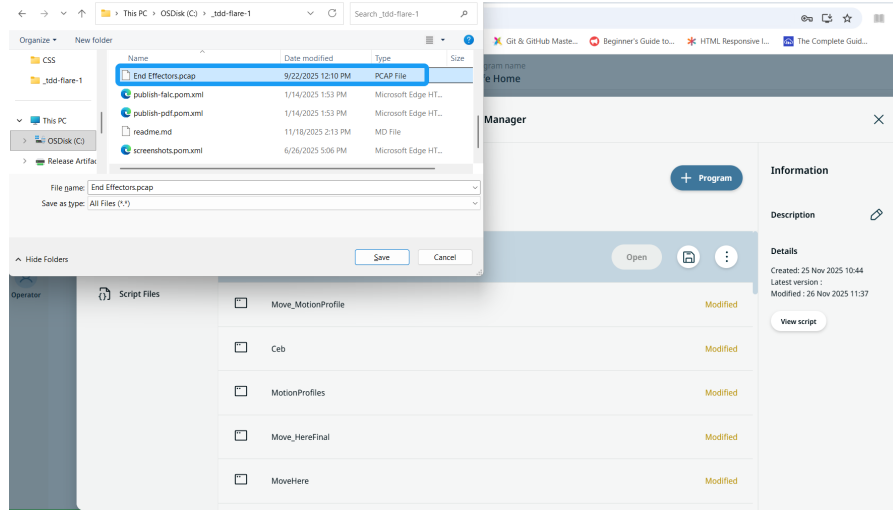 This PC > OSDisk (C:) > _tdd-flare-1
Search _tdd-flare-1
Organize
New folder
CSS
_tdd-flare-1
This PC
OSDisk (C:)
Release Artifac
Name Date modified Type Size
End Effectors.pcap 9/22/2025 12:10 PM PCAP File
publish-falc.pom.xml 1/14/2025 1:53 PM Microsoft Edge HT...
publish-pdf.pom.xml 1/14/2025 1:53 PM Microsoft Edge HT...
readme.md 11/18/2025 2:13 PM MD File
screenshots.pom.xml 6/26/2025 5:06 PM Microsoft Edge HT...
File name: End Effectors.pcap
Save as type: All Files (*.*)
Hide Folders
Save
Cancel
Git & GitHub Maste...
Beginner's Guide to...
HTML Responsive I...
The Complete Guid...
gram name
e Home
Manager
+ Program
Open
Operator
Script Files
Move_MotionProfile Modified
Ceb Modified
MotionProfiles Modified
Move_HereFinal Modified
MoveHere Modified
Information
Description
Details
Created: 25 Nov 2025 10:44
Latest version :
Modified : 26 Nov 2025 11:37
View script